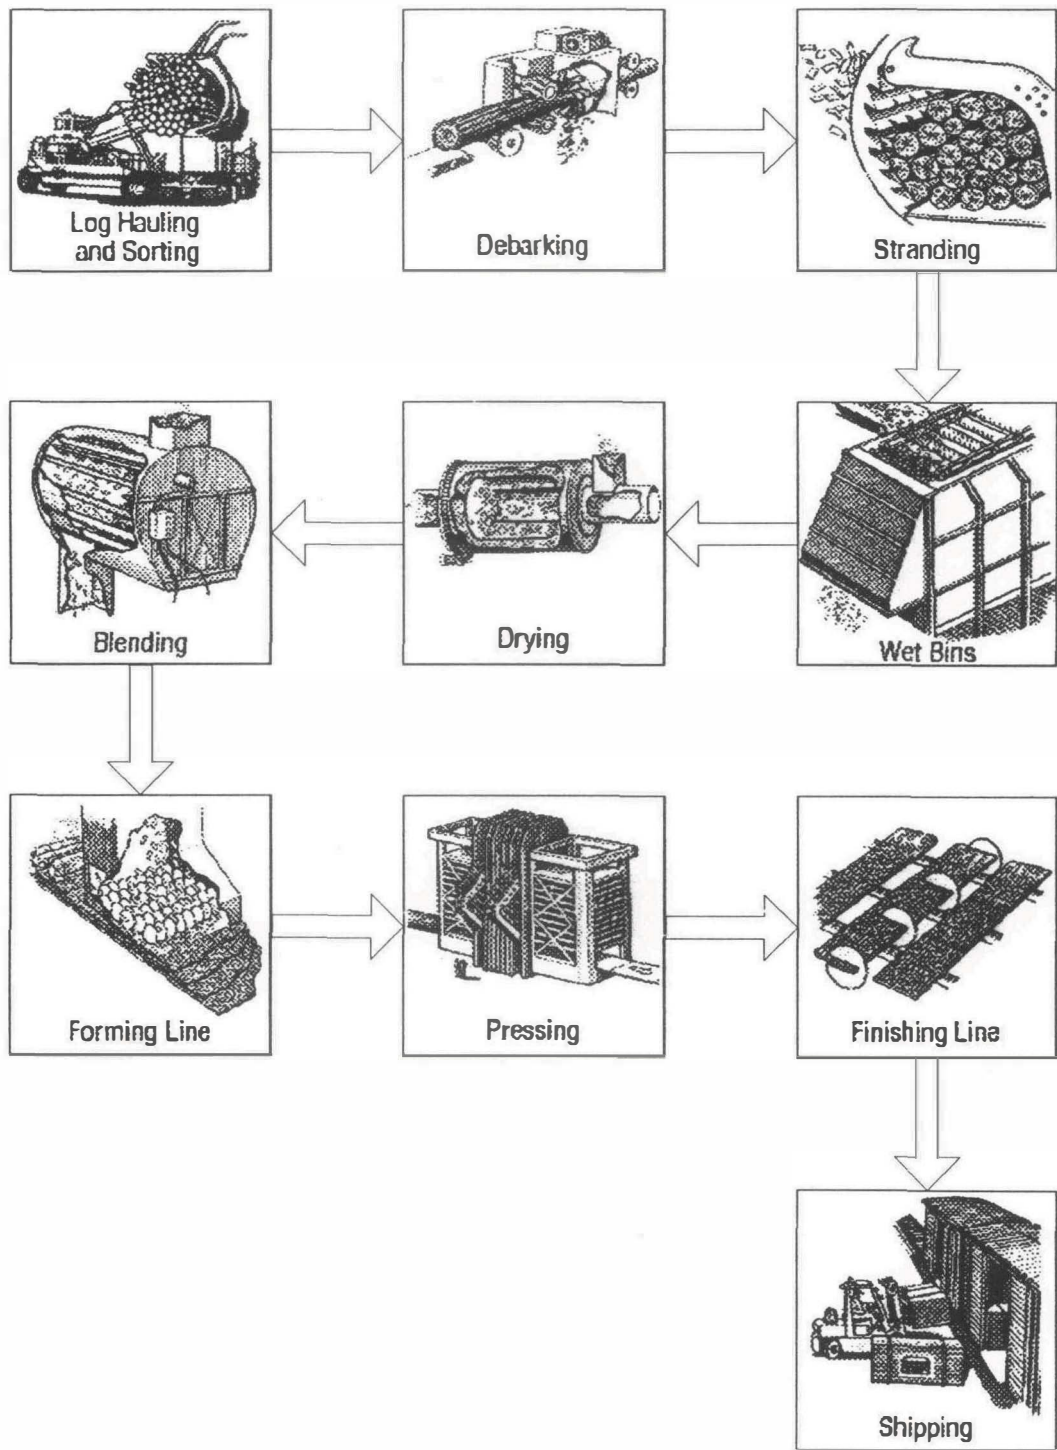 Log Hauling
and Sorting
Debarking
Stranding
Wet Bins
Drying
Blending
Forming Line
Pressing
Finishing Line
Shipping